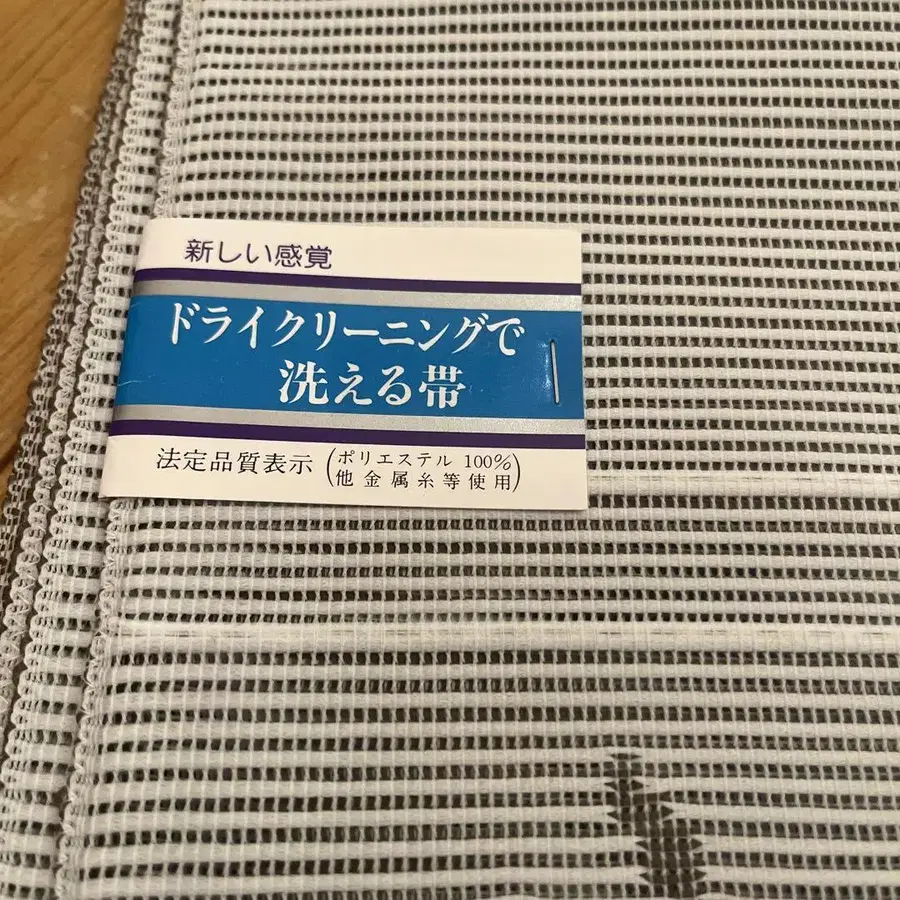 新しい感覚
ドライクリーニングで
洗える帯
法定品質表示(ポリエステル 100%
他金属糸等使用)